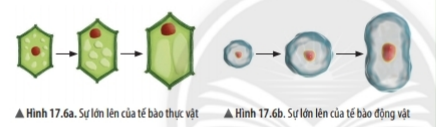 ▲ Hình 17.6a. Sự lớn lên của tế bào thực vật
▲ Hình 17.6b. Sự lớn lên của tế bào động vật